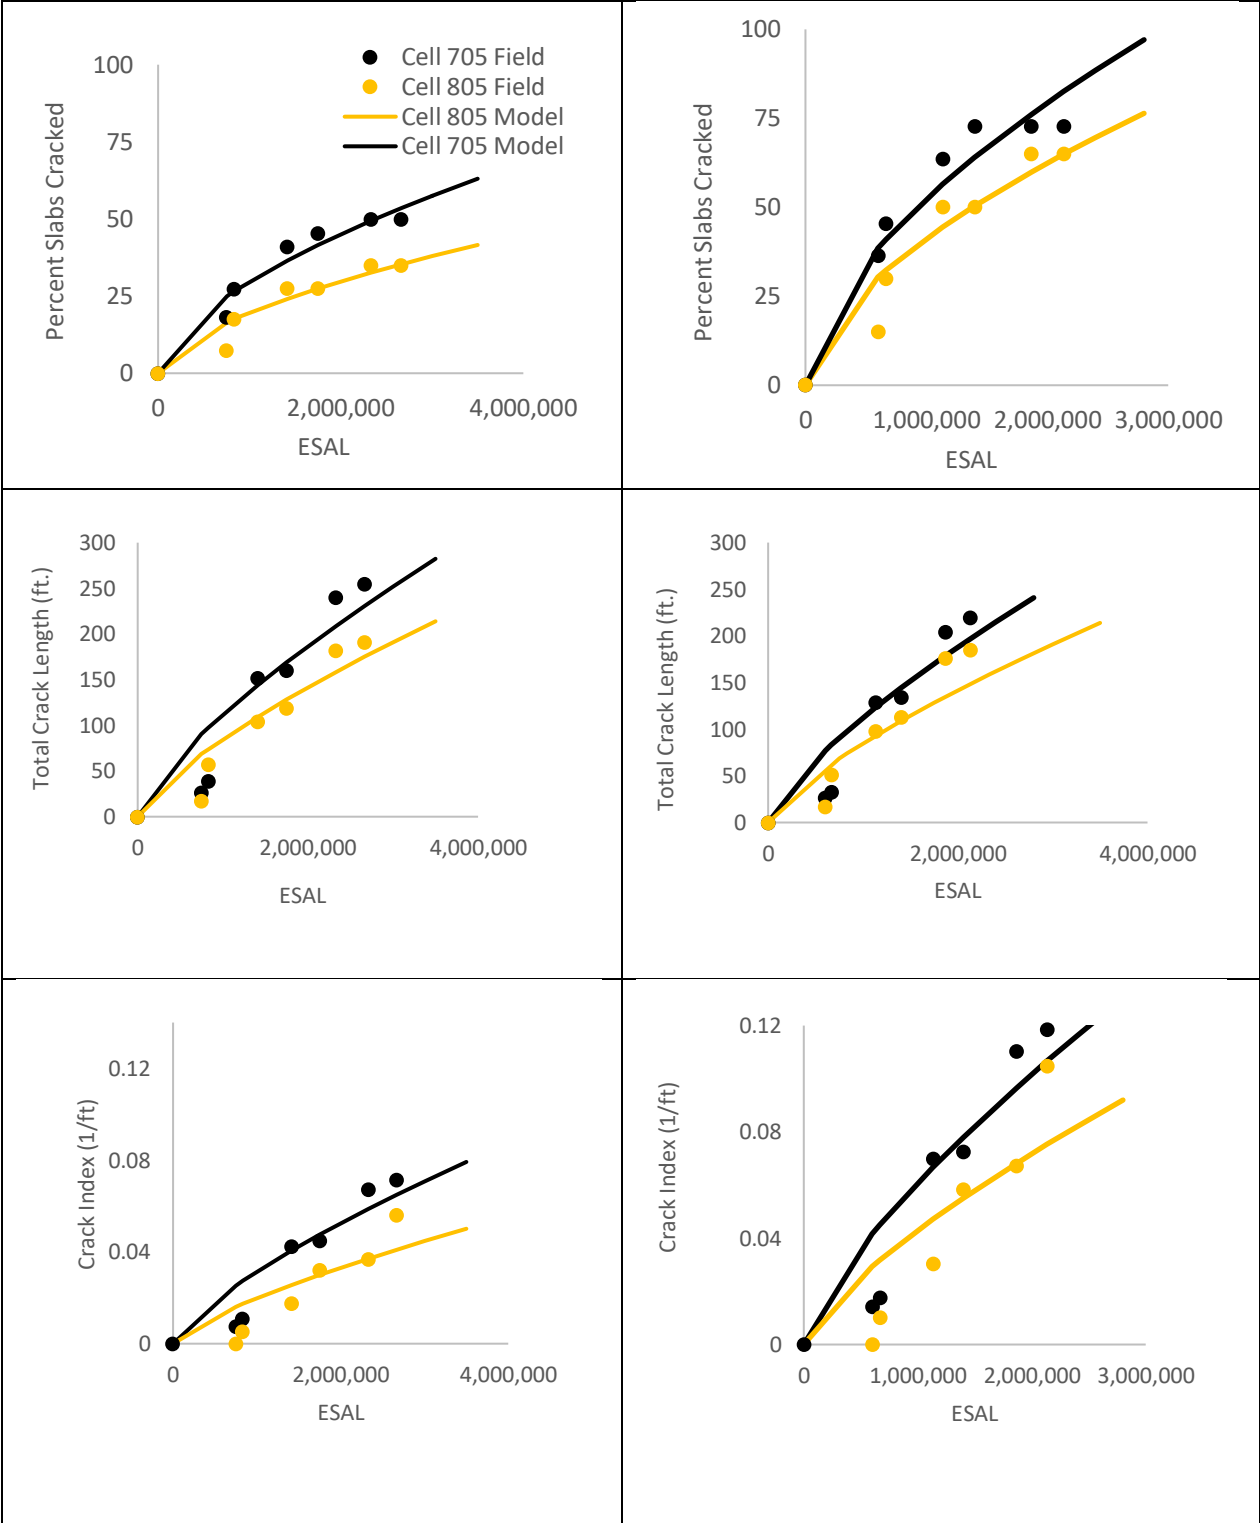 Cell 705 Field
Cell 805 Field
Cell 805 Model
Cell 705 Model
100
75
50
25
0
Percent Slabs Cracked
0 2,000,000 4,000,000
ESAL
100
75
50
25
0
Percent Slabs Cracked
0 1,000,000 2,000,000 3,000,000
ESAL
300
250
200
150
100
50
0
Total Crack Length (ft.)
0 2,000,000 4,000,000
ESAL
300
250
200
150
100
50
0
Total Crack Length (ft.)
0 2,000,000 4,000,000
ESAL
0.12
0.08
0.04
0
Crack Index (1/ft)
0 2,000,000 4,000,000
ESAL
0.12
0.08
0.04
0
Crack Index (1/ft)
0 1,000,000 2,000,000 3,000,000
ESAL